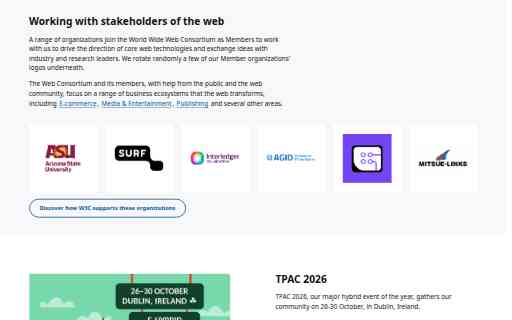 Working with stakeholders of the web
A range of organizations join the World Wide Web Consortium as Members to work
with us to drive the direction of core web technologies and exchange ideas with
industry and research leaders. We rotate randomly a few of our Member organizations'
logos underneath.
The Web Consortium and its members, with help from the public and the web
community, focus on a range of business ecosystems that the web transforms,
including E-commerce, Media & Entertainment, Publishing and several other areas.
ASU
Arizona State
University
SURF
Interledger
AGID
MITSUE-LINKS
Discover how W3C supports these organizations
26–30 OCTOBER
DUBLIN, IRELAND
TPAC 2026
TPAC 2026, our major hybrid event of the year, gathers our
community on 26-30 October, in Dublin, Ireland.